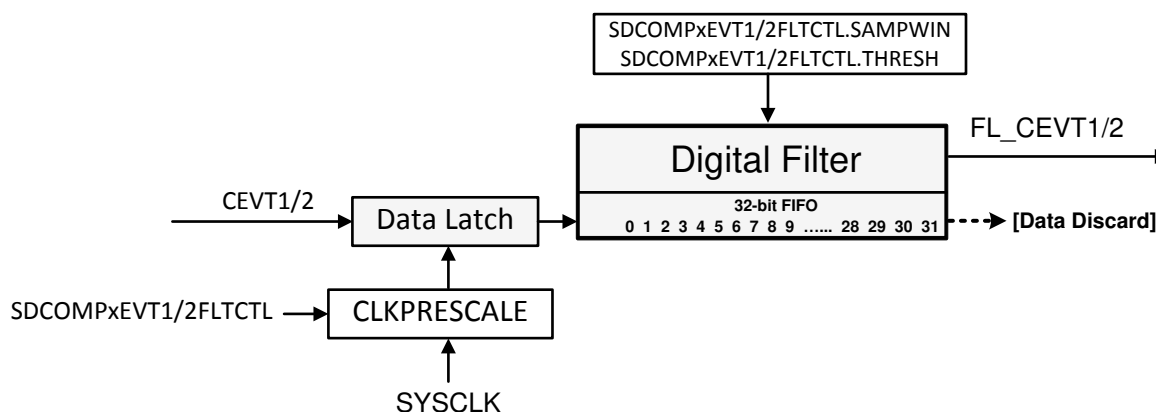 SDCOMPxEVT1/2FLTCTL.SAMPWIN
SDCOMPxEVT1/2FLTCTL.THRESH
FL_CEVT1/2
Digital Filter
CEVT1/2
Data Latch
32-bit FIFO
0 1 2 3 4 5 6 7 8 9 ...... 28 29 30 31
[Data Discard]
SDCOMPxEVT1/2FLTCTL
CLKPRESCALE
SYSCLK